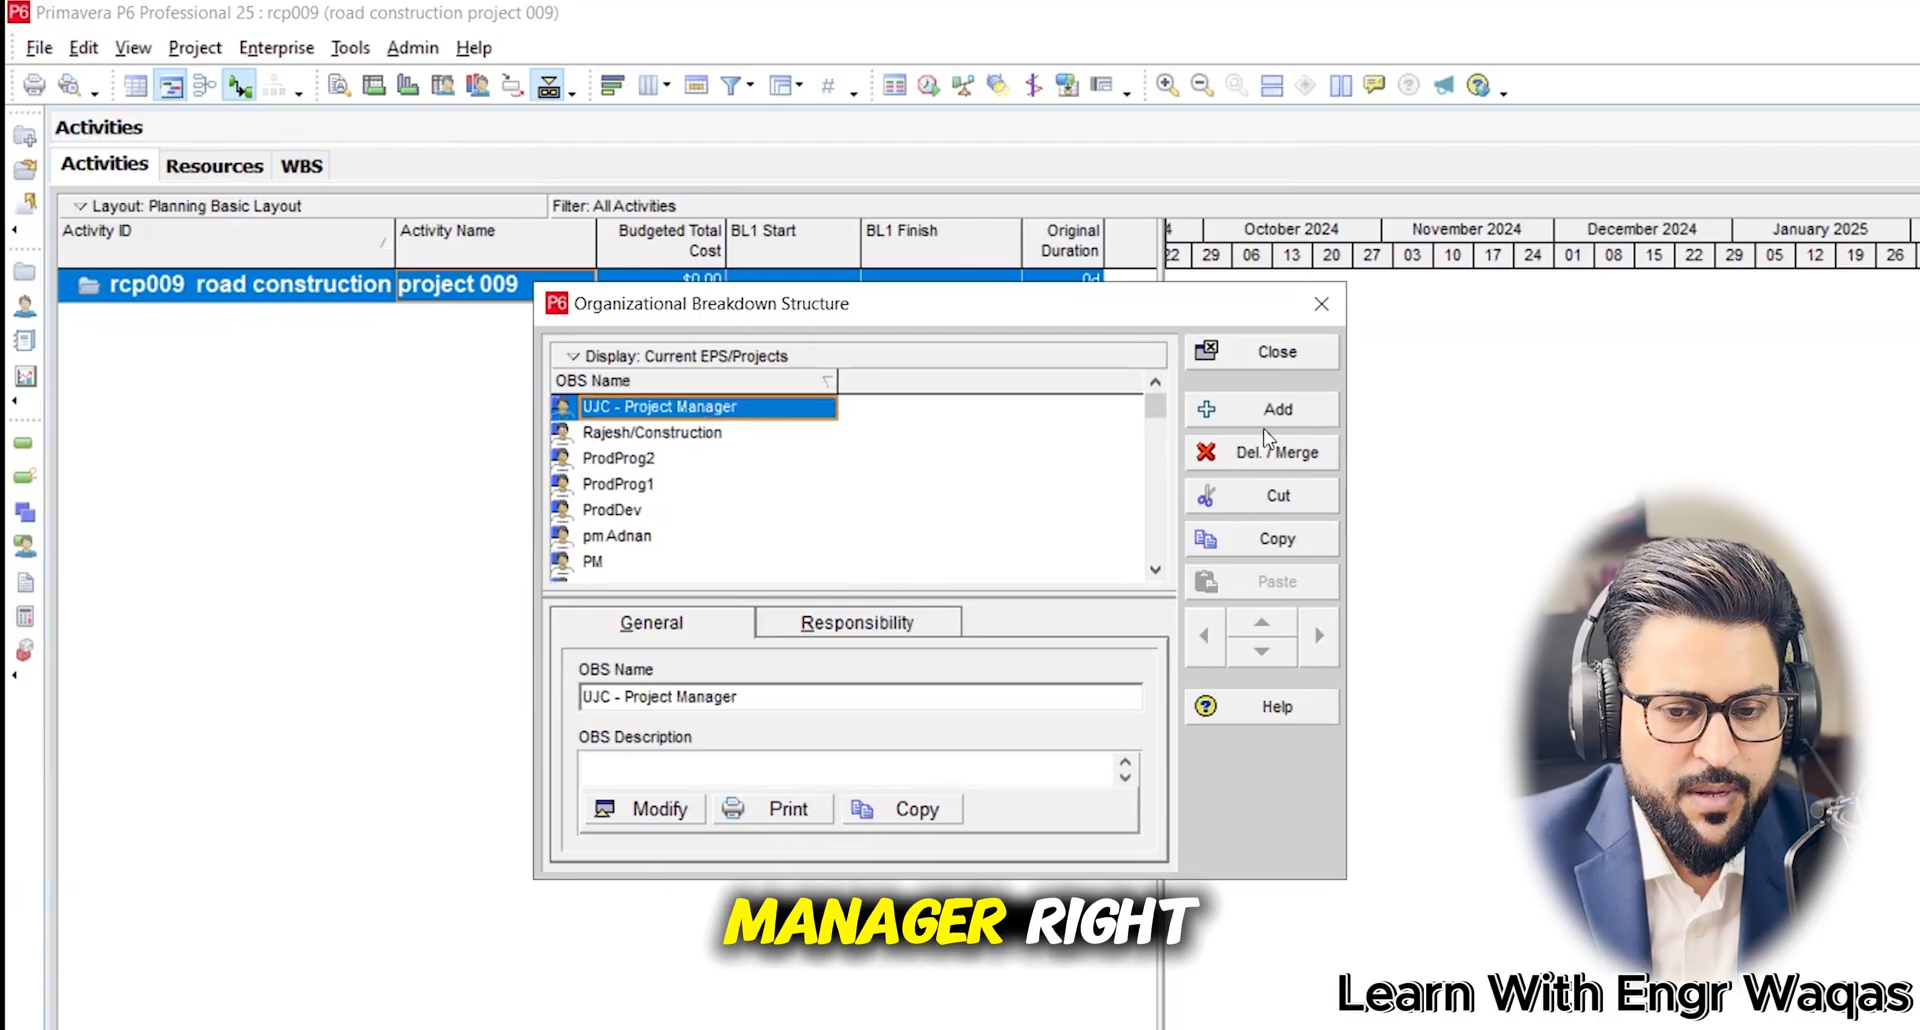 P6 Primavera P6 Professional 25 : rcp009 (road construction project 009)
File Edit View Project Enterprise Tools Admin Help
#
Activities
Activities Resources WBS
Layout: Planning Basic Layout Filter: All Activities
Activity ID Activity Name Budgeted Total Cost BL1 Start BL1 Finish Original Duration
4 October 2024 November 2024 December 2024 January 2025
22 29 06 13 20 27 03 10 17 24 01 08 15 22 29 05 12 19 26
rcp009 road construction project 009 $0.00 0d
P6 Organizational Breakdown Structure
Display: Current EPS/Projects
OBS Name
UJC - Project Manager
Rajesh/Construction
ProdProg2
ProdProg1
ProdDev
pm Adnan
PM
Close
Add
Del. / Merge
Cut
Copy
Paste
Help
General Responsibility
OBS Name
UJC - Project Manager
OBS Description
Modify Print Copy
MANAGER RIGHT
Learn With Engr Waqas